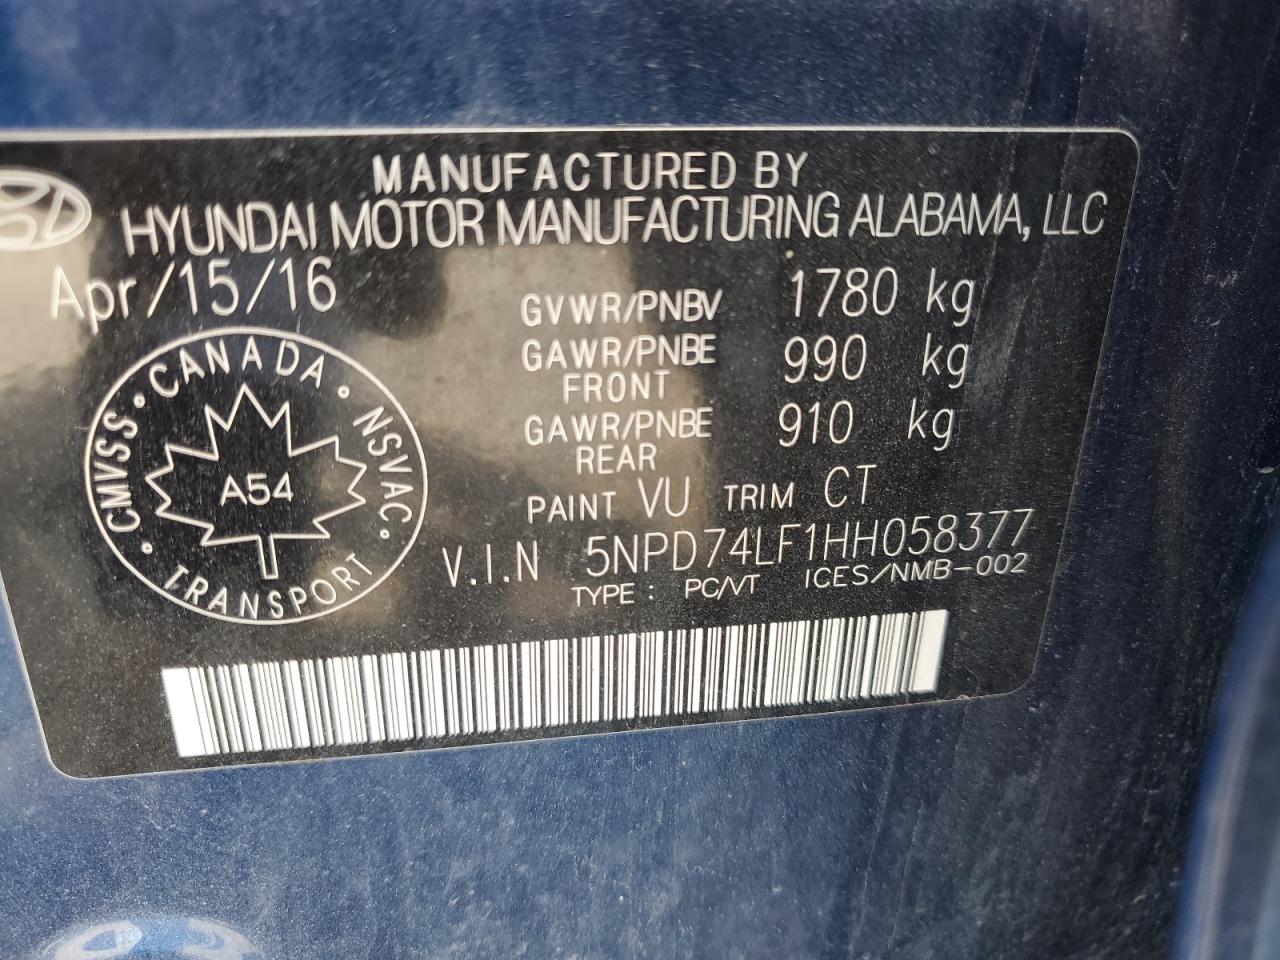 MANUFACTURED BY
HYUNDAI MOTOR MANUFACTURING ALABAMA, LLC
Apr/15/16
GVWR/PNBV 1780 kg
GAWR/PNBE FRONT 990 kg
GAWR/PNBE REAR 910 kg
CMVSS · CANADA · NSVAC · TRANSPORT ·
A54
PAINT VU TRIM CT
V.I.N 5NPD74LF1HH058377
TYPE : PC/VT ICES/NMB-002